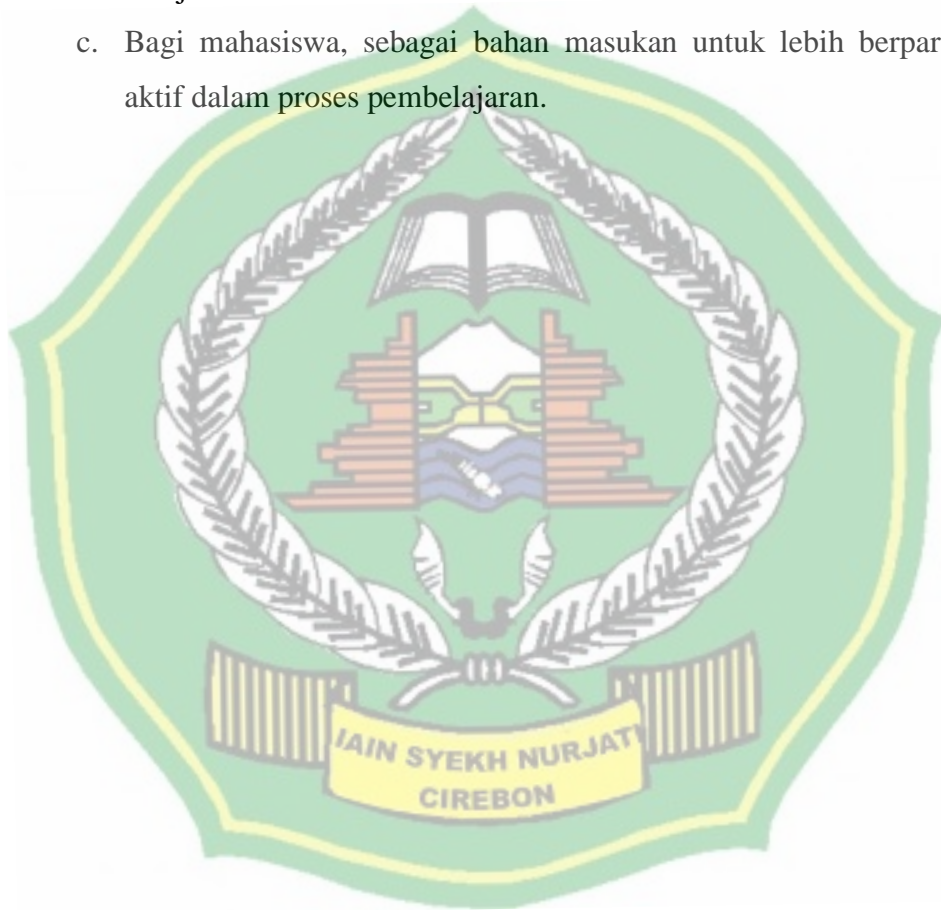 c. Bagi mahasiswa, sebagai bahan masukan untuk lebih berpar
aktif dalam proses pembelajaran.
IAIN SYEKH NURJATI
CIREBON